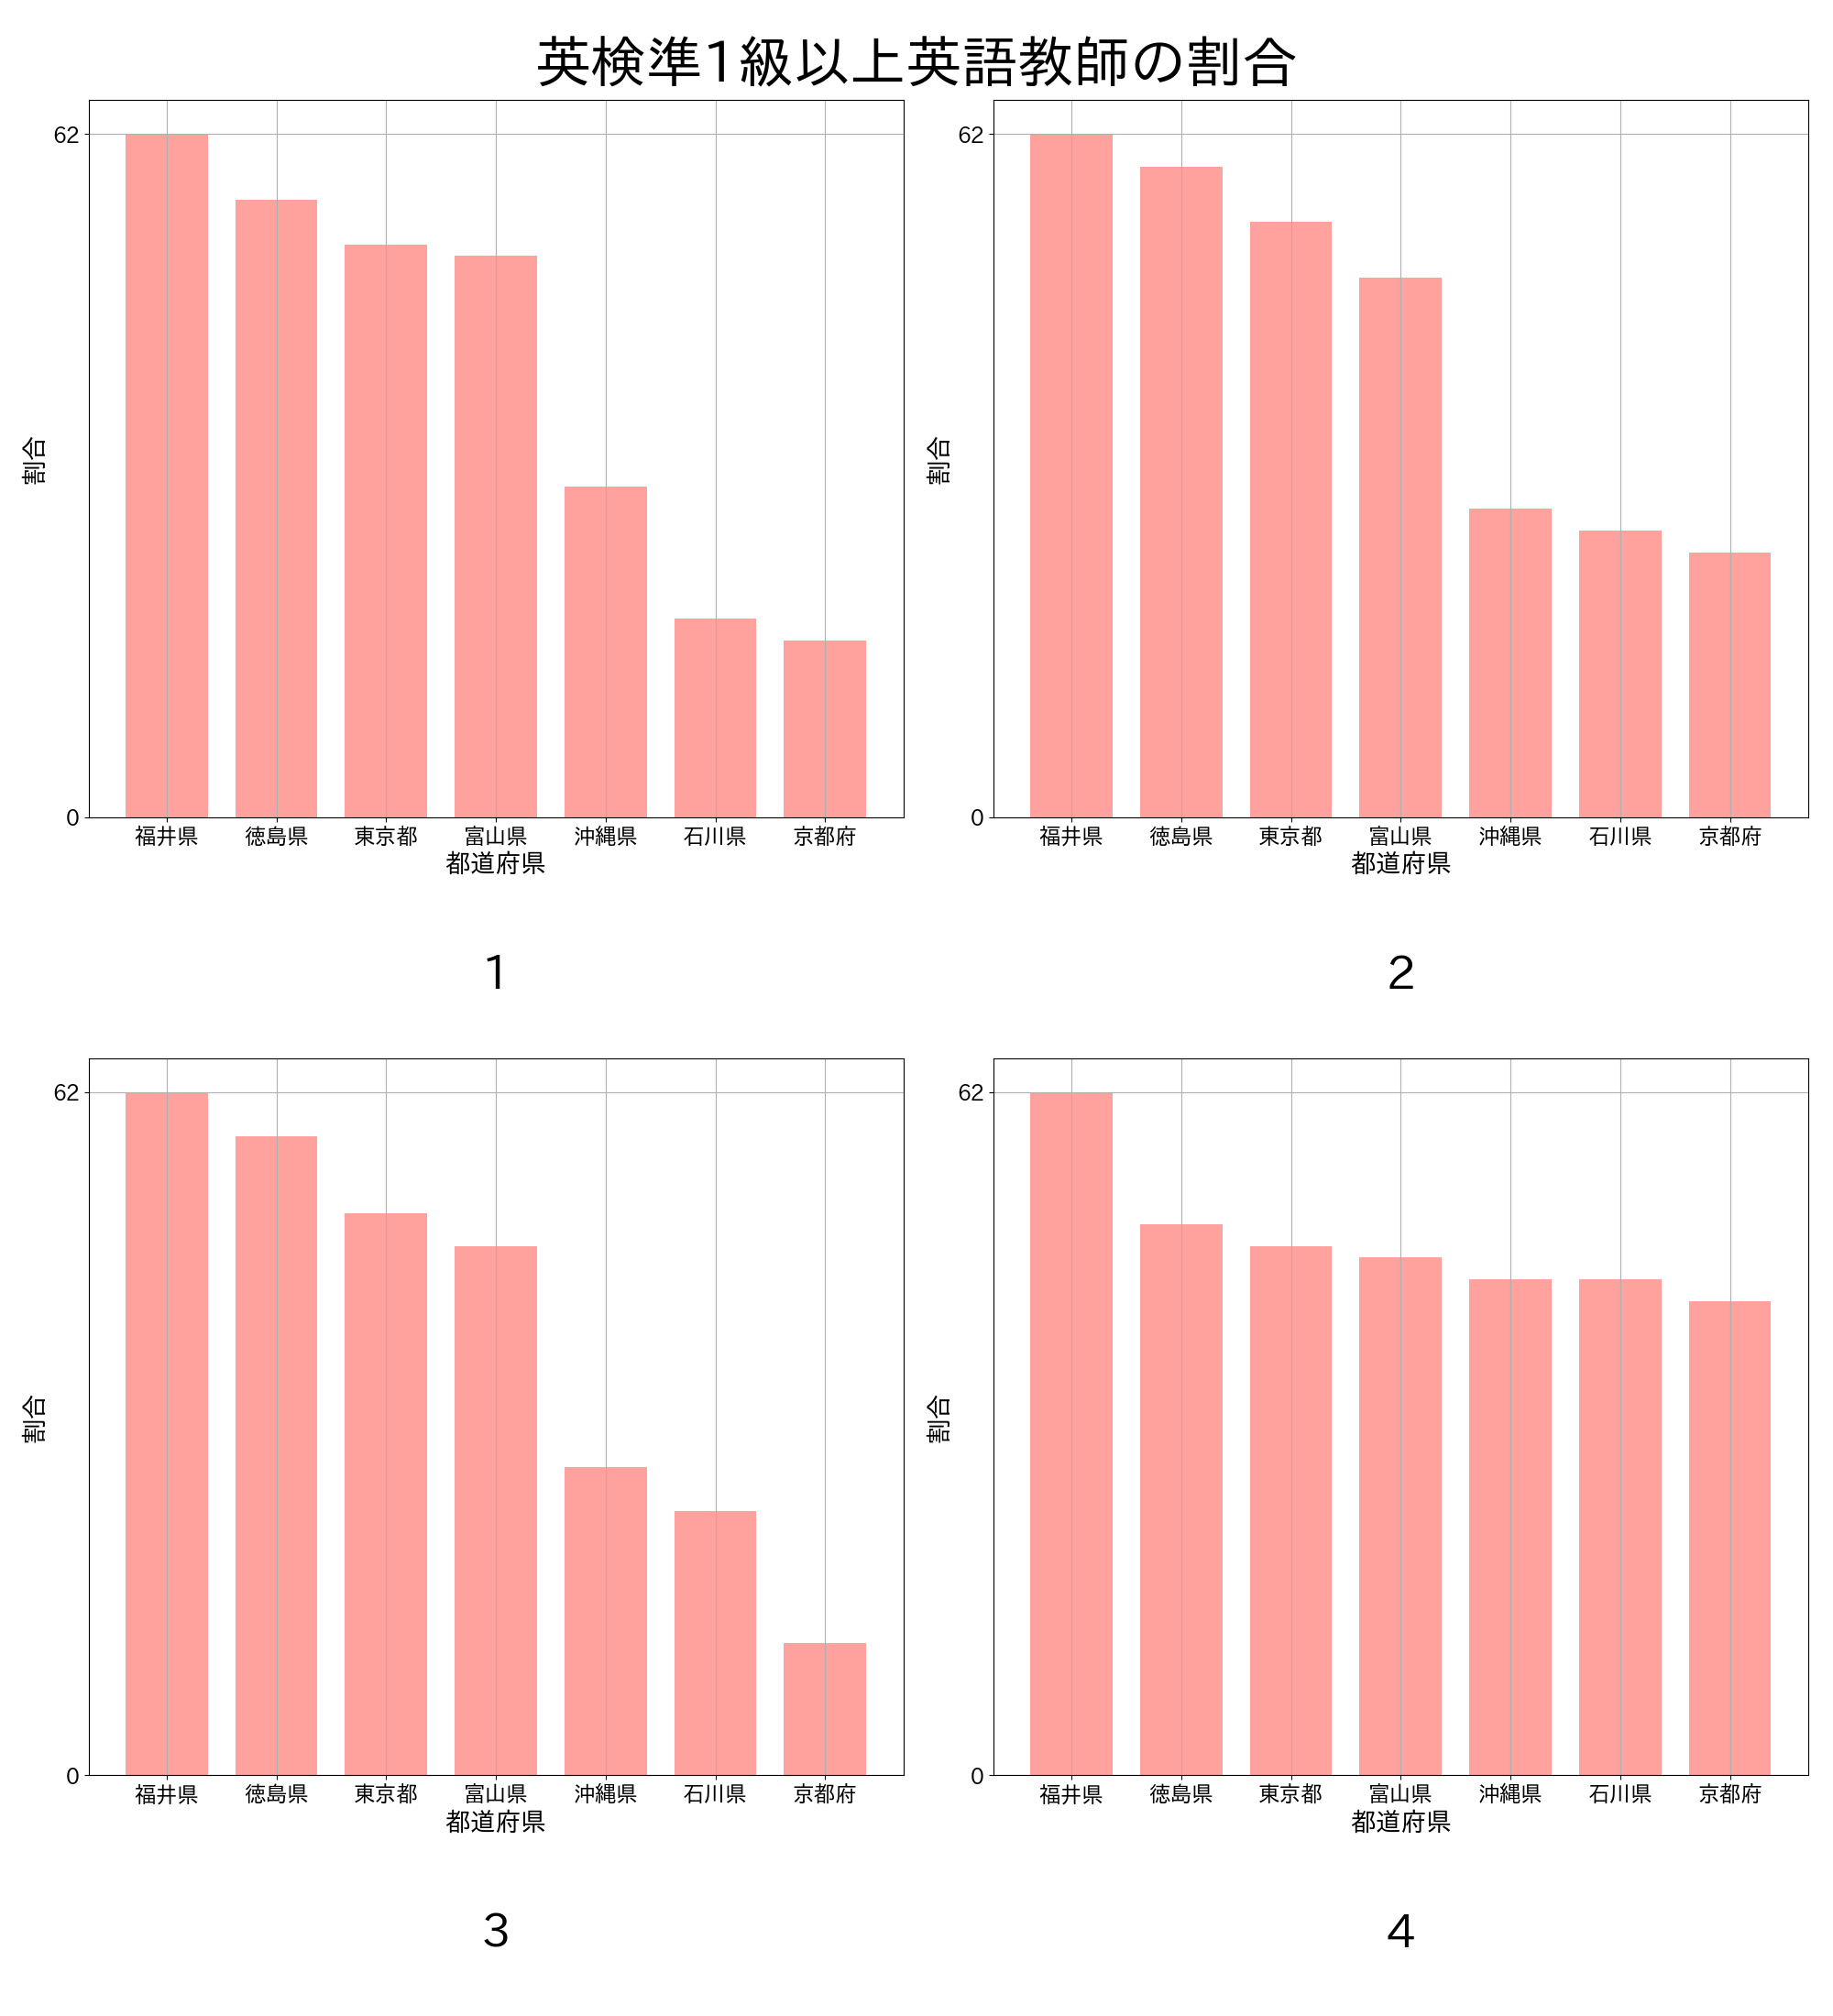 英検準1級以上英語教師の割合
62
0
割合
福井県 徳島県 東京都 富山県 沖縄県 石川県 京都府
都道府県
1
62
0
割合
福井県 徳島県 東京都 富山県 沖縄県 石川県 京都府
都道府県
2
62
0
割合
福井県 徳島県 東京都 富山県 沖縄県 石川県 京都府
都道府県
3
62
0
割合
福井県 徳島県 東京都 富山県 沖縄県 石川県 京都府
都道府県
4